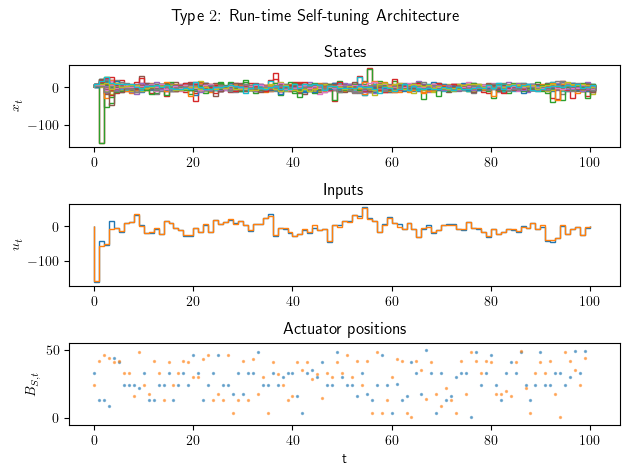 Type 2: Run-time Self-tuning Architecture
States
x_t
0
−100
0 20 40 60 80 100
Inputs
u_t
0
−100
0 20 40 60 80 100
Actuator positions
B_{S,t}
50
0
0 20 40 60 80 100
t